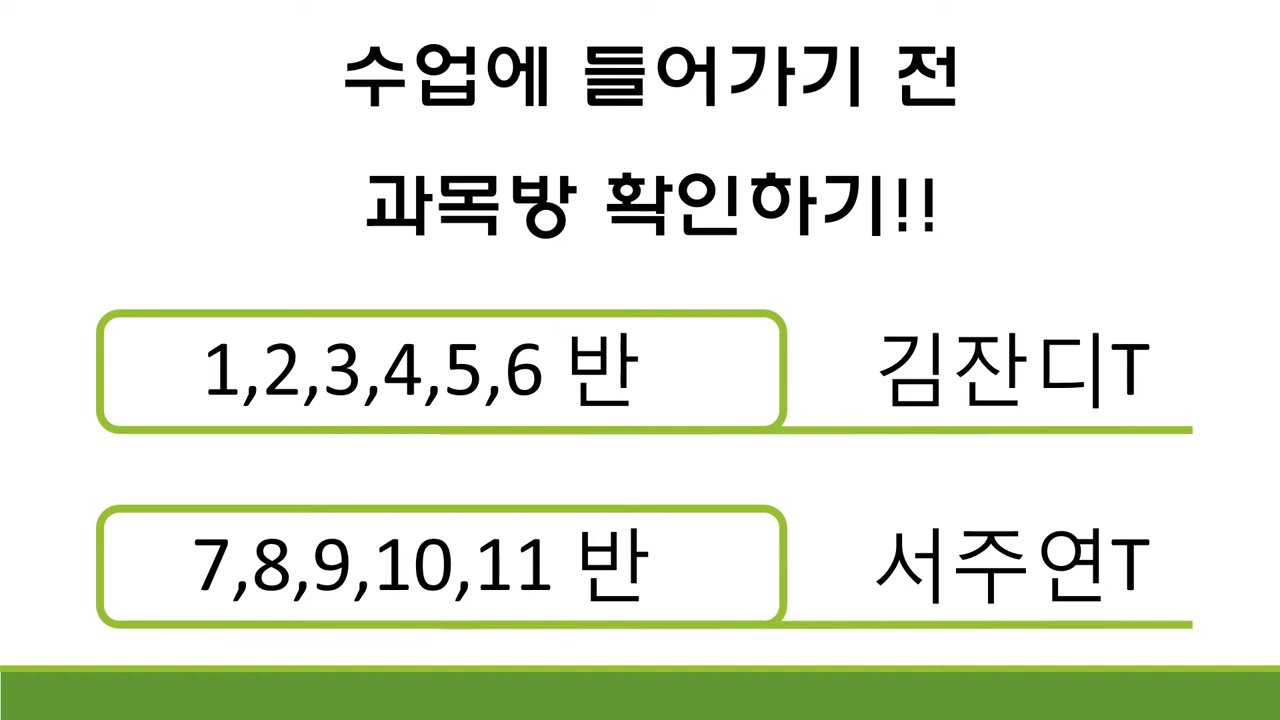 수업에 들어가기 전
과목방 확인하기!!
1,2,3,4,5,6 반 김잔디T
7,8,9,10,11 반 서주연T